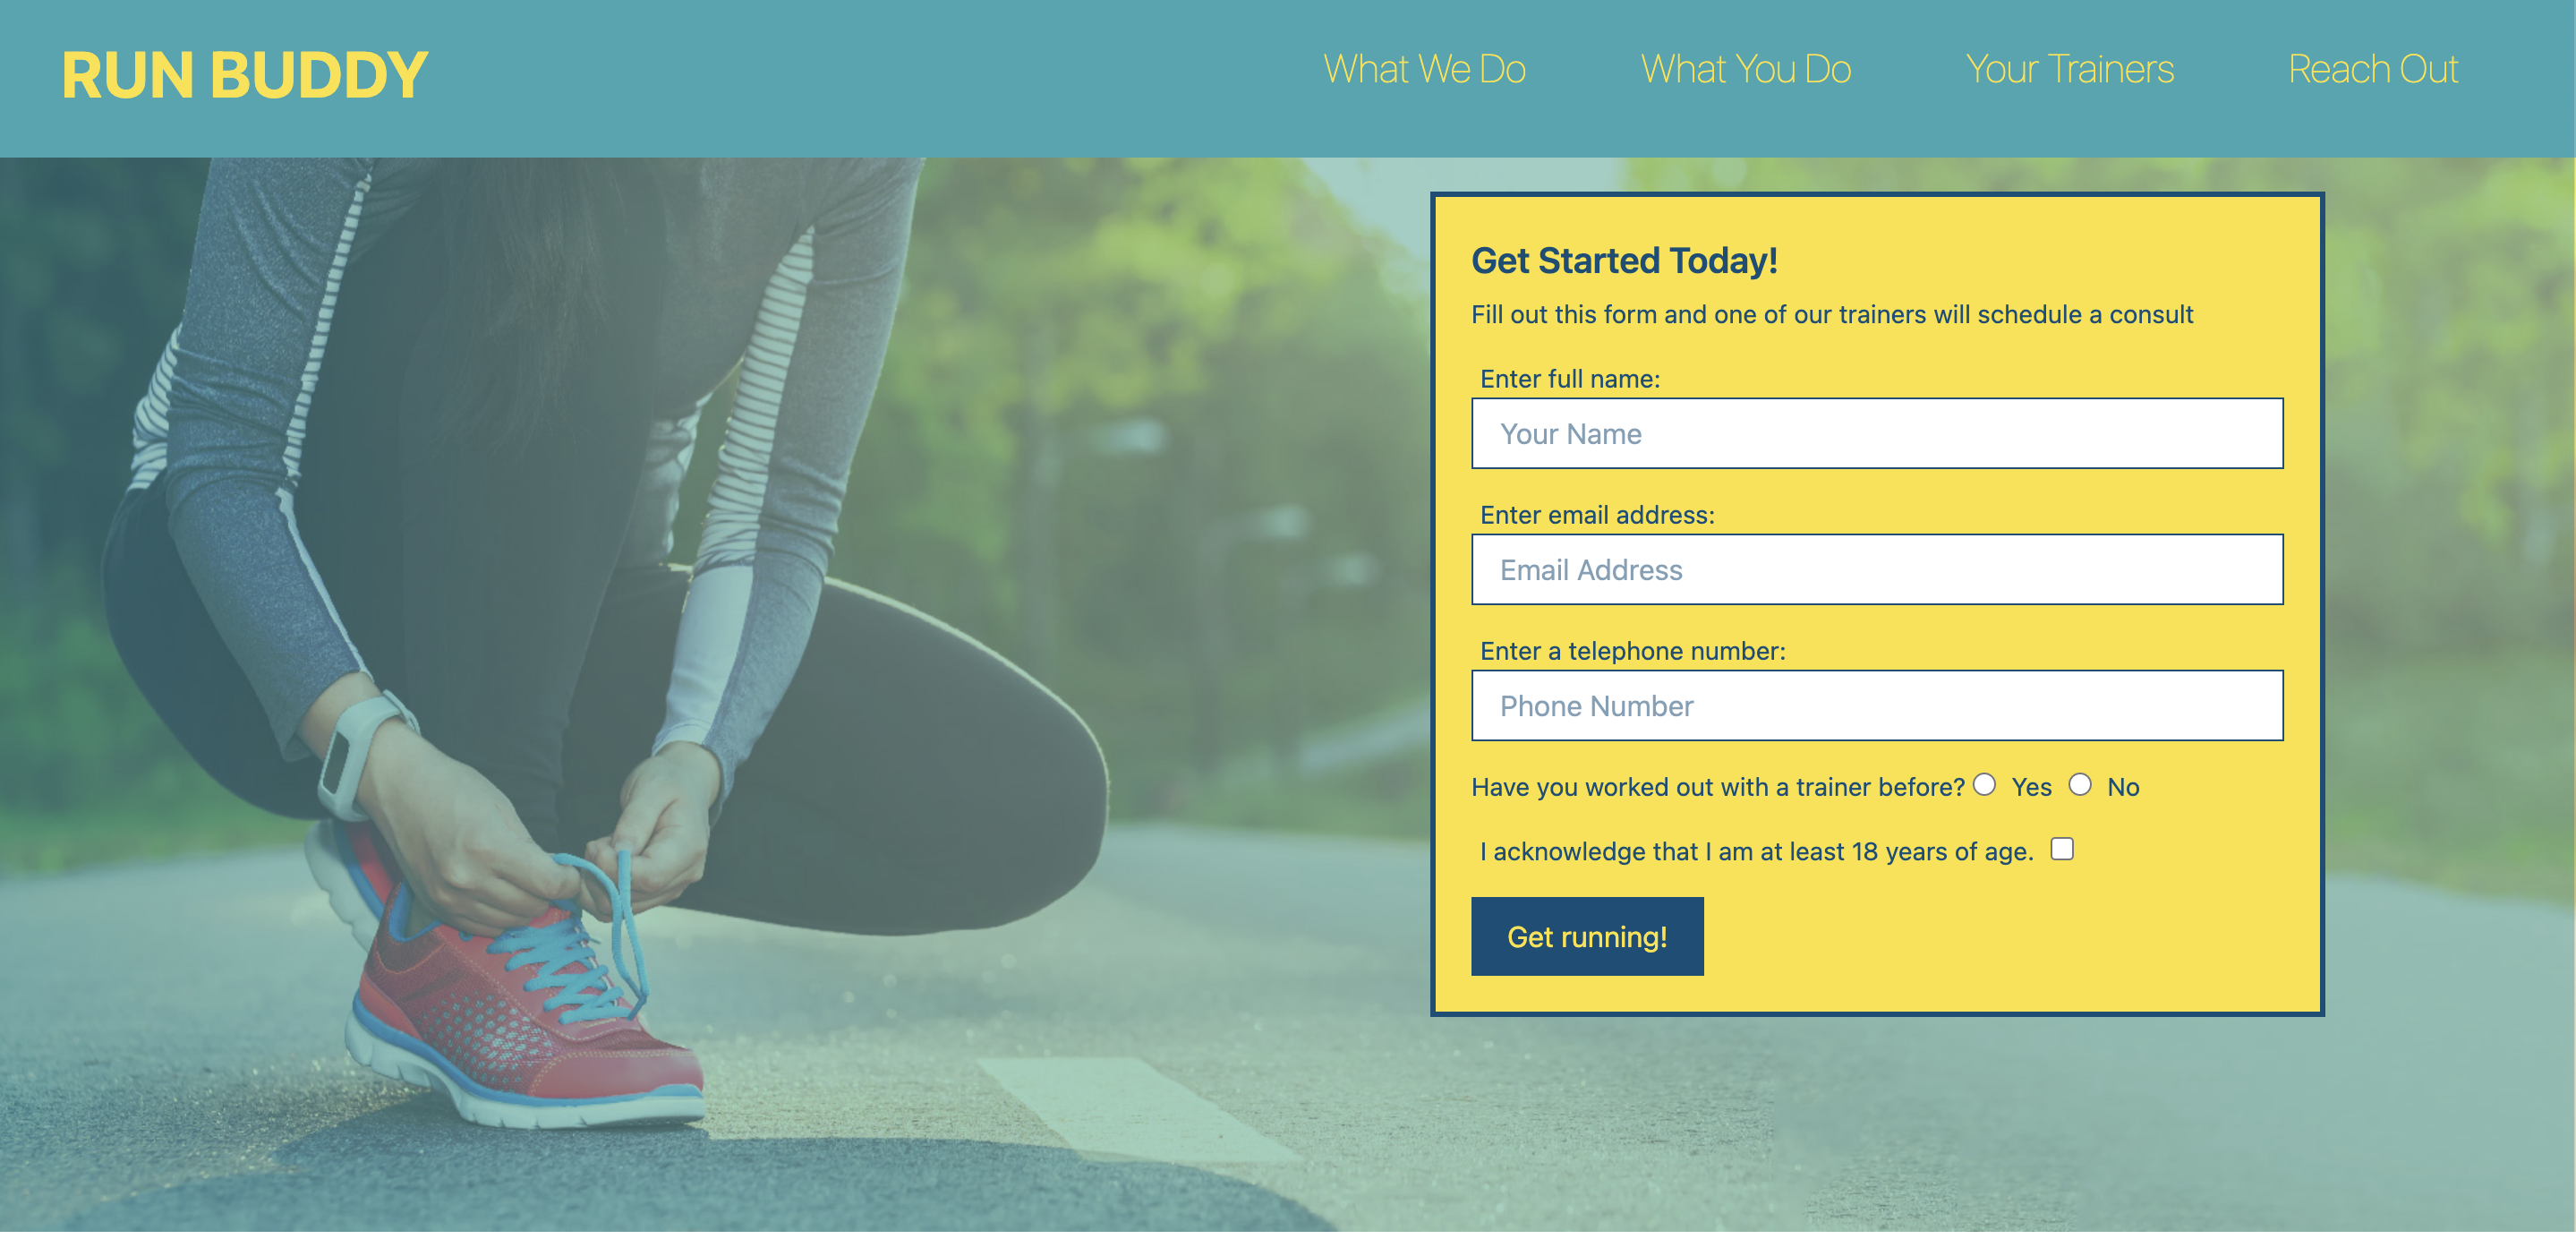 RUN BUDDY
What We Do What You Do Your Trainers Reach Out
Get Started Today!
Fill out this form and one of our trainers will schedule a consult
Enter full name:
Your Name
Enter email address:
Email Address
Enter a telephone number:
Phone Number
Have you worked out with a trainer before? Yes No
I acknowledge that I am at least 18 years of age.
Get running!